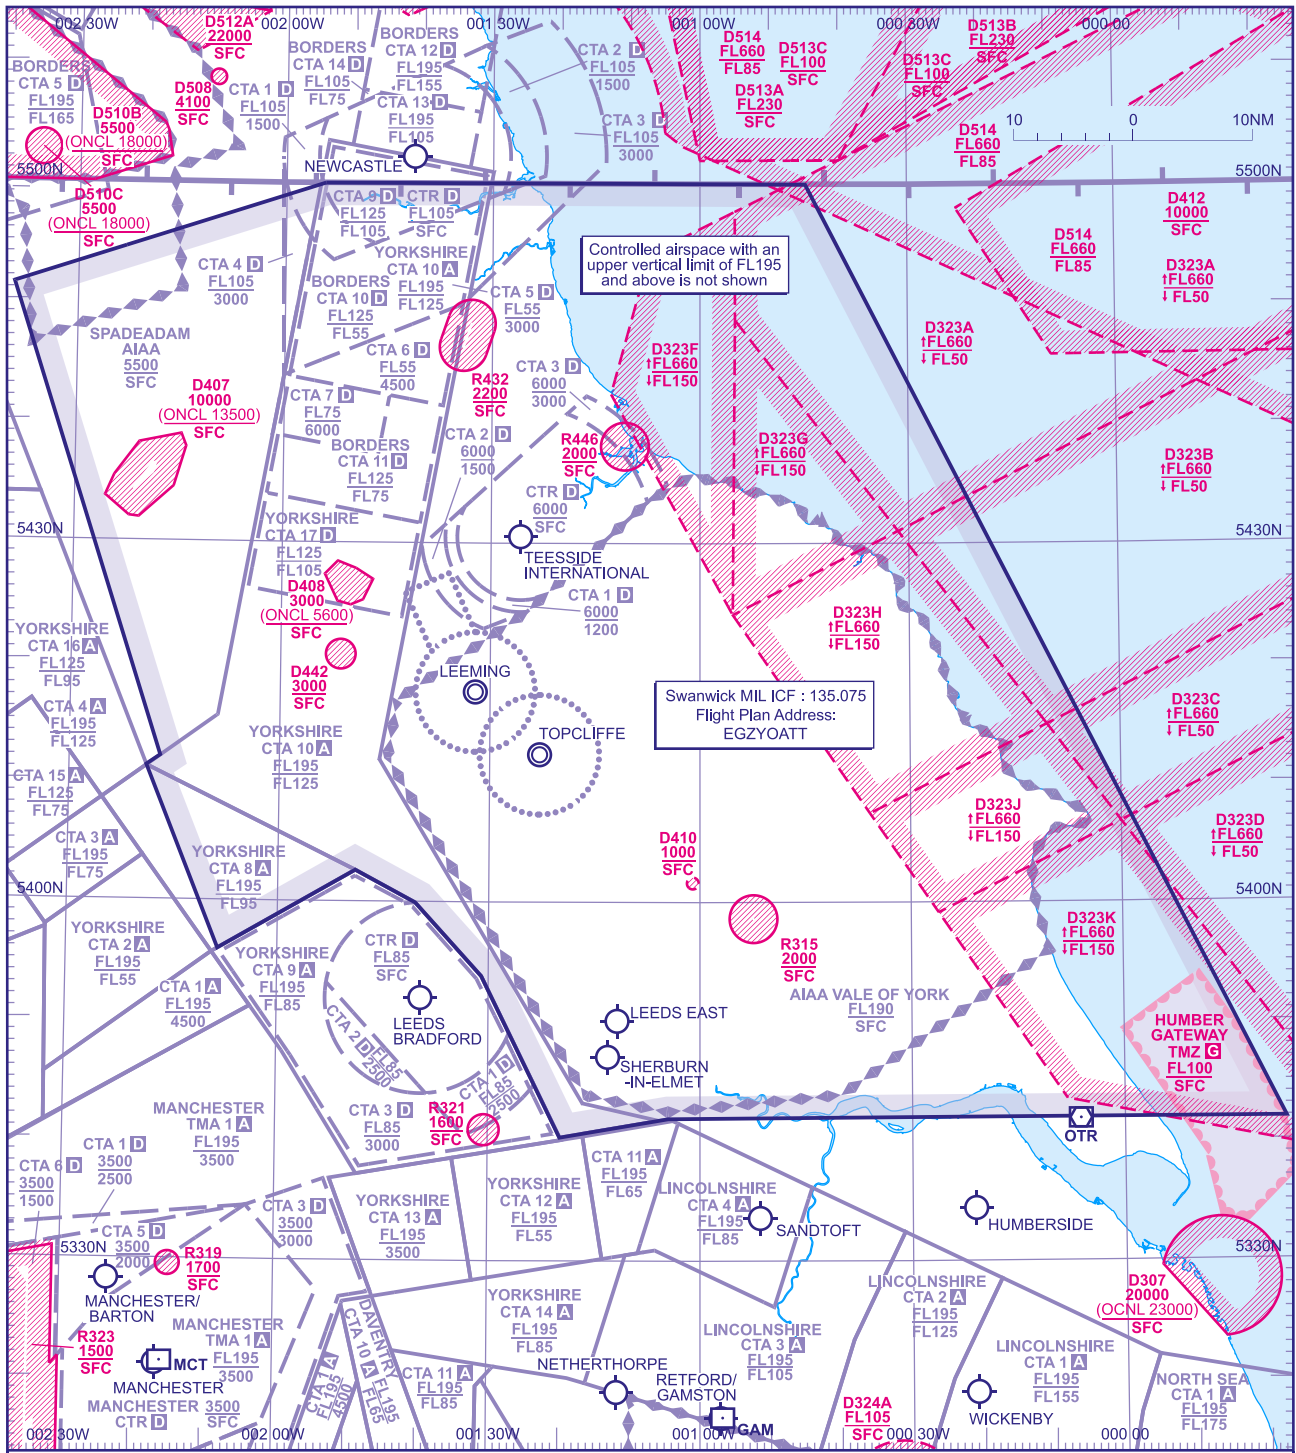 002 30W
002 00W
001 30W
001 00W
000 30W
000 00
D512A
22000
SFC
BORDERS
CTA 5 D
FL195
FL165
D508
4100
SFC
CTA 1 D
FL105
1500
BORDERS
CTA 14 D
FL105
FL75
BORDERS
CTA 12 D
FL195
FL155
CTA 13 D
FL195
FL105
CTA 2 D
FL105
1500
CTA 3 D
FL105
3000
D514
FL660
FL85
D513C
FL100
SFC
D513A
FL230
SFC
D513B
FL230
SFC
D513C
FL100
SFC
D514
FL660
FL85
10
0
10NM
D510B
5500
(ONCL 18000)
SFC
NEWCASTLE
5500N
5500N
D510C
5500
(ONCL 18000)
SFC
CTA 9 D
FL125
FL105
CTR D
FL105
SFC
D412
10000
SFC
D514
FL660
FL85
D323A
↑FL660
↓FL50
Controlled airspace with an
upper vertical limit of FL195
and above is not shown
CTA 4 D
FL105
3000
YORKSHIRE
CTA 10 A
FL195
FL125
BORDERS
CTA 10 D
FL125
FL55
CTA 5 D
FL55
3000
SPADEADAM
AIAA
5500
SFC
D323A
↑FL660
↓FL50
D323F
↑FL660
↓FL150
CTA 6 D
FL55
4500
R432
2200
SFC
CTA 3 D
6000
3000
D407
10000
(ONCL 13500)
SFC
CTA 7 D
FL75
6000
CTA 2 D
6000
1500
R446
2000
SFC
D323G
↑FL660
↓FL150
D323B
↑FL660
↓FL50
BORDERS
CTA 11 D
FL125
FL75
CTR D
6000
SFC
5430N
5430N
YORKSHIRE
CTA 17 D
FL125
FL105
TEESSIDE
INTERNATIONAL
D408
3000
(ONCL 5600)
SFC
CTA 1 D
6000
1200
D323H
↑FL660
↓FL150
YORKSHIRE
CTA 16 A
FL125
FL95
D442
3000
SFC
LEEMING
Swanwick MIL ICF : 135.075
Flight Plan Address:
EGZYOATT
D323C
↑FL660
↓FL50
CTA 4 A
FL195
FL125
YORKSHIRE
CTA 10 A
FL195
FL125
TOPCLIFFE
CTA 15 A
FL125
FL75
D323J
↑FL660
↓FL150
D323D
↑FL660
↓FL50
CTA 3 A
FL195
FL75
YORKSHIRE
CTA 8 A
FL195
FL95
D410
1000
SFC
5400N
5400N
YORKSHIRE
CTA 2 A
FL195
FL55
D323K
↑FL660
↓FL150
CTR D
FL85
SFC
YORKSHIRE
CTA 9 A
FL195
FL85
R315
2000
SFC
CTA 1 A
FL195
4500
AIAA VALE OF YORK
FL190
SFC
LEEDS
BRADFORD
LEEDS EAST
CTA 2 D
FL85
2500
SHERBURN
-IN-ELMET
HUMBER
GATEWAY
TMZ G
FL100
SFC
CTA 1 D
FL85
2500
MANCHESTER
TMA 1 A
FL195
3500
CTA 3 D
FL85
3000
R321
1600
SFC
OTR
CTA 1 D
3500
2500
CTA 6 D
3500
1500
CTA 11 A
FL195
FL65
YORKSHIRE
CTA 13 A
FL195
3500
YORKSHIRE
CTA 12 A
FL195
FL55
LINCOLNSHIRE
CTA 4 A
FL195
FL85
CTA 3 D
3500
3000
SANDTOFT
HUMBERSIDE
CTA 5 D
3500
2000
5330N
5330N
R319
1700
SFC
MANCHESTER/
BARTON
D307
20000
(OCNL 23000)
SFC
LINCOLNSHIRE
CTA 2 A
FL195
FL125
YORKSHIRE
CTA 14 A
FL195
FL85
R323
1500
SFC
MANCHESTER
TMA 1 A
FL195
3500
MCT
MANCHESTER
MANCHESTER
CTR D
3500
SFC
CTA 1 A
FL195
4500
DAVENTRY
CTA 10 A
FL195
FL65
CTA 11 A
FL195
FL85
NETHERTHORPE
LINCOLNSHIRE
CTA 3 A
FL195
FL105
RETFORD/
GAMSTON
GAM
D324A
FL105
SFC
LINCOLNSHIRE
CTA 1 A
FL195
FL155
WICKENBY
NORTH SEA
CTA 1 A
FL195
FL175
002 30W
002 00W
001 30W
001 00W
000 30W
000 00